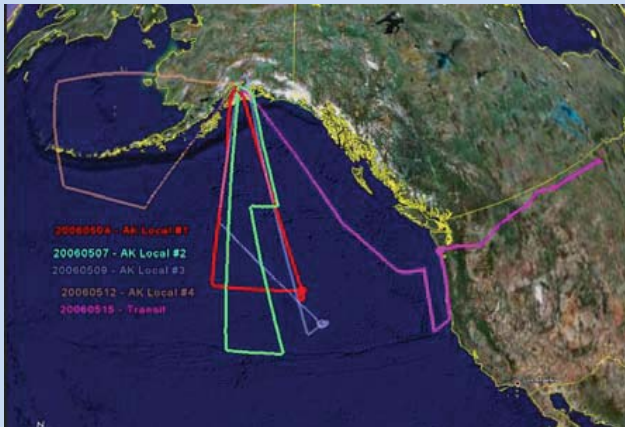 20060504 - AK Local #1
20060507 - AK Local #2
20060509 - AK Local #3
20060512 - AK Local #4
20060515 - Transit
N